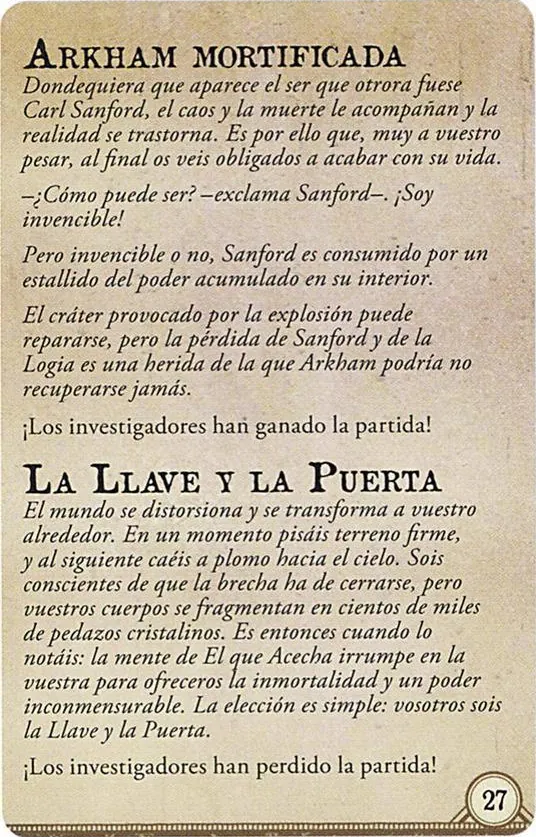 Arkham mortificada
Dondequiera que aparece el ser que otrora fuese
Carl Sanford, el caos y la muerte le acompañan y la
realidad se trastorna. Es por ello que, muy a vuestro
pesar, al final os veis obligados a acabar con su vida.
–¿Cómo puede ser? –exclama Sanford–. ¡Soy
invencible!
Pero invencible o no, Sanford es consumido por un
estallido del poder acumulado en su interior.
El cráter provocado por la explosión puede
repararse, pero la pérdida de Sanford y de la
Logia es una herida de la que Arkham podría no
recuperarse jamás.
¡Los investigadores han ganado la partida!
La Llave y la Puerta
El mundo se distorsiona y se transforma a vuestro
alrededor. En un momento pisáis terreno firme,
y al siguiente caéis a plomo hacia el cielo. Sois
conscientes de que la brecha ha de cerrarse, pero
vuestros cuerpos se fragmentan en cientos de miles
de pedazos cristalinos. Es entonces cuando lo
notáis: la mente de El que Acecha irrumpe en la
vuestra para ofreceros la inmortalidad y un poder
inconmensurable. La elección es simple: vosotros sois
la Llave y la Puerta.
¡Los investigadores han perdido la partida!
27